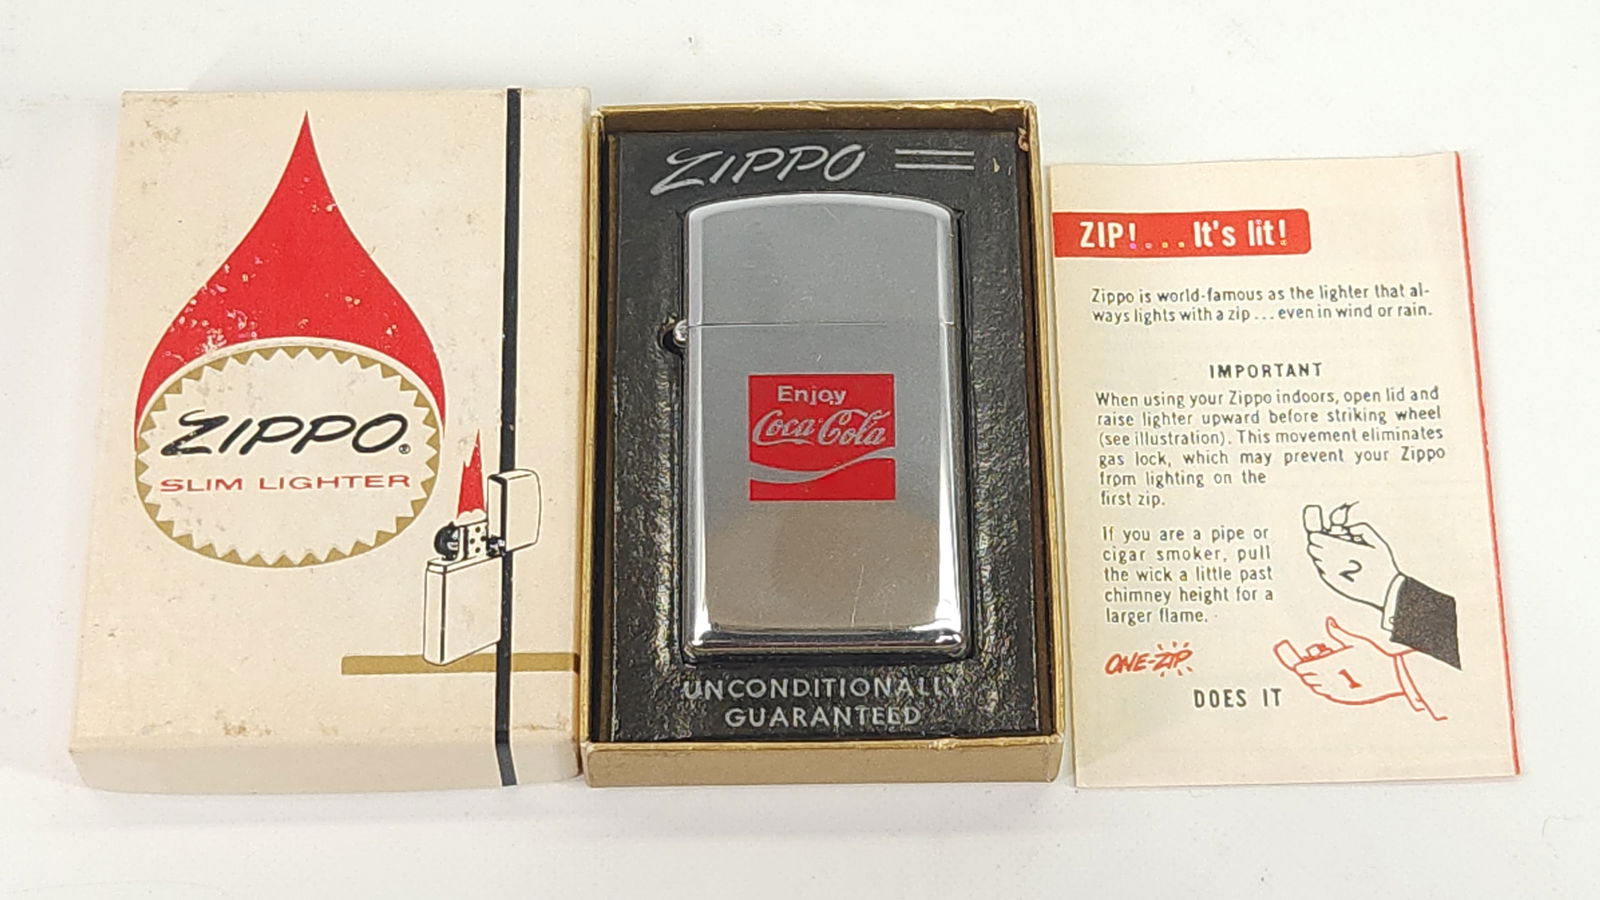 ZIPPO®
SLIM LIGHTER
ZIPPO
Enjoy
Coca-Cola
UNCONDITIONALLY
GUARANTEED
ZIP!....It's lit!
Zippo is world-famous as the lighter that al-
ways lights with a zip...even in wind or rain.
IMPORTANT
When using your Zippo indoors, open lid and
raise lighter upward before striking wheel
(see illustration). This movement eliminates
gas lock, which may prevent your Zippo
from lighting on the
first zip.
If you are a pipe or
cigar smoker, pull
the wick a little past
chimney height for a
larger flame.
2
1
ONE-ZIP
DOES IT